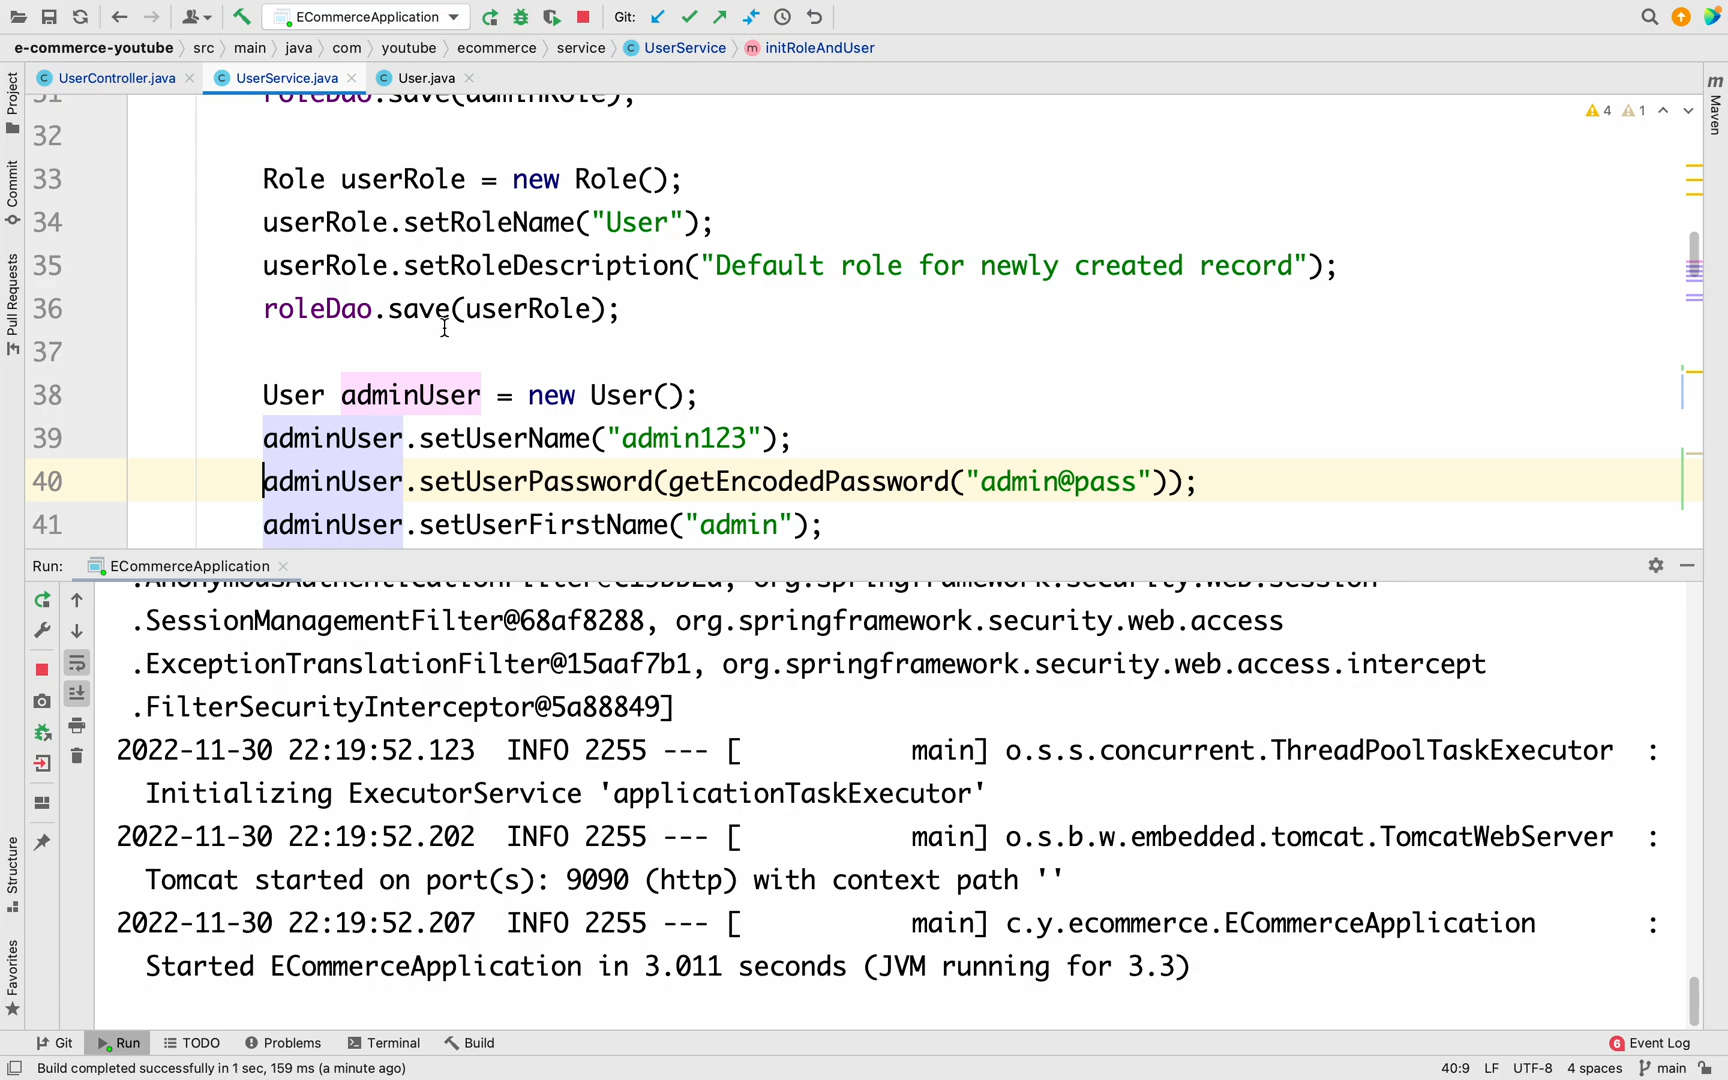 ECommerceApplication
Git:
e-commerce-youtube
src
main
java
com
youtube
ecommerce
service
UserService
initRoleAndUser
UserController.java
UserService.java
User.java
Project
Commit
Pull Requests
Structure
Favorites
Maven
4
1
31 roleDao.save(adminRole);
32
33 Role userRole = new Role();
34 userRole.setRoleName("User");
35 userRole.setRoleDescription("Default role for newly created record");
36 roleDao.save(userRole);
37
38 User adminUser = new User();
39 adminUser.setUserName("admin123");
40 adminUser.setUserPassword(getEncodedPassword("admin@pass"));
41 adminUser.setUserFirstName("admin");
Run: ECommerceApplication
org.springframework.security.web.session
.SessionManagementFilter@68af8288, org.springframework.security.web.access
.ExceptionTranslationFilter@15aaf7b1, org.springframework.security.web.access.intercept
.FilterSecurityInterceptor@5a88849]
2022-11-30 22:19:52.123 INFO 2255 --- [ main] o.s.s.concurrent.ThreadPoolTaskExecutor :
Initializing ExecutorService 'applicationTaskExecutor'
2022-11-30 22:19:52.202 INFO 2255 --- [ main] o.s.b.w.embedded.tomcat.TomcatWebServer :
Tomcat started on port(s): 9090 (http) with context path ''
2022-11-30 22:19:52.207 INFO 2255 --- [ main] c.y.ecommerce.ECommerceApplication :
Started ECommerceApplication in 3.011 seconds (JVM running for 3.3)
Git
Run
TODO
Problems
Terminal
Build
6 Event Log
Build completed successfully in 1 sec, 159 ms (a minute ago)
40:9 LF UTF-8 4 spaces main